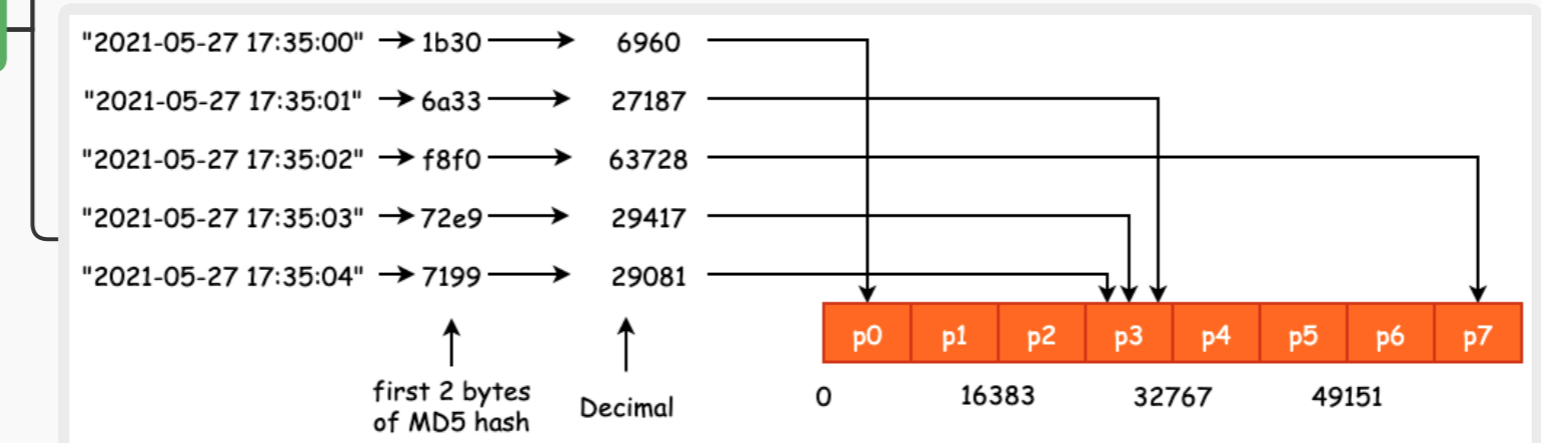 "2021-05-27 17:35:00" 1b30 6960
"2021-05-27 17:35:01" 6a33 27187
"2021-05-27 17:35:02" f8f0 63728
"2021-05-27 17:35:03" 72e9 29417
"2021-05-27 17:35:04" 7199 29081
p0 p1 p2 p3 p4 p5 p6 p7
0 16383 32767 49151
first 2 bytes
of MD5 hash
Decimal